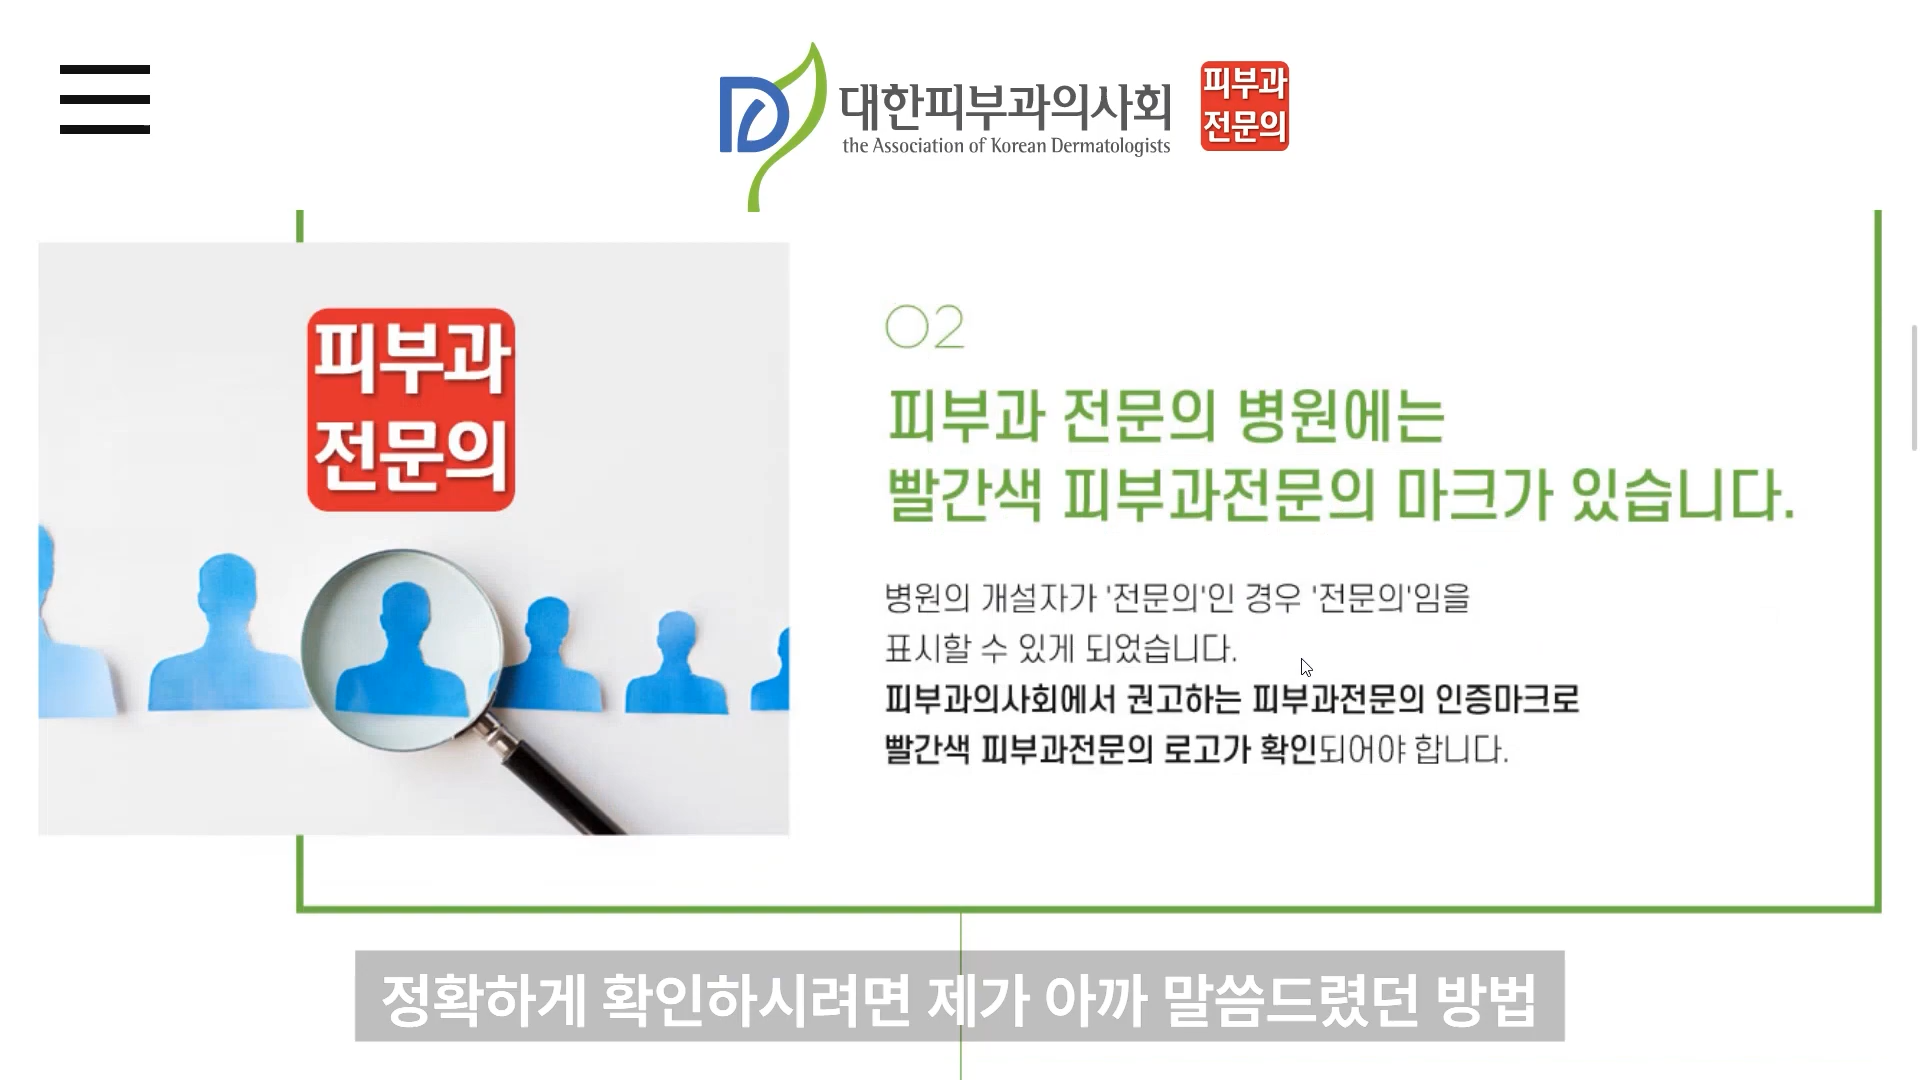 대한피부과의사회
the Association of Korean Dermatologists
피부과
전문의
피부과
전문의
02
피부과 전문의 병원에는
빨간색 피부과전문의 마크가 있습니다.
병원의 개설자가 '전문의'인 경우 '전문의'임을
표시할 수 있게 되었습니다.
피부과의사회에서 권고하는 피부과전문의 인증마크로
빨간색 피부과전문의 로고가 확인되어야 합니다.
정확하게 확인하시려면 제가 아까 말씀드렸던 방법